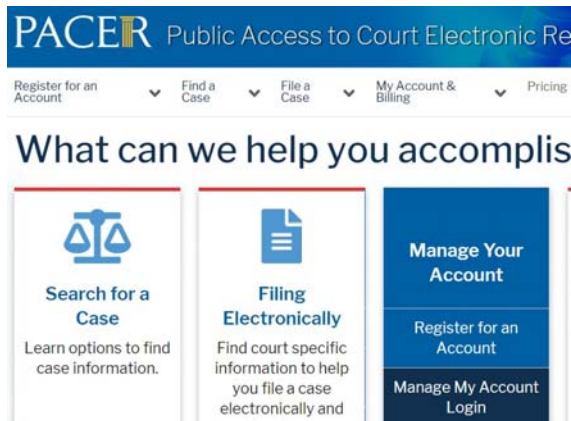 PACER Public Access to Court Electronic Re
Register for an
Account
Find a
Case
File a
Case
My Account &
Billing
Pricing
What can we help you accomplis
Search for a
Case
Learn options to find
case information.
Filing
Electronically
Find court specific
information to help
you file a case
electronically and
Manage Your
Account
Register for an
Account
Manage My Account
Login